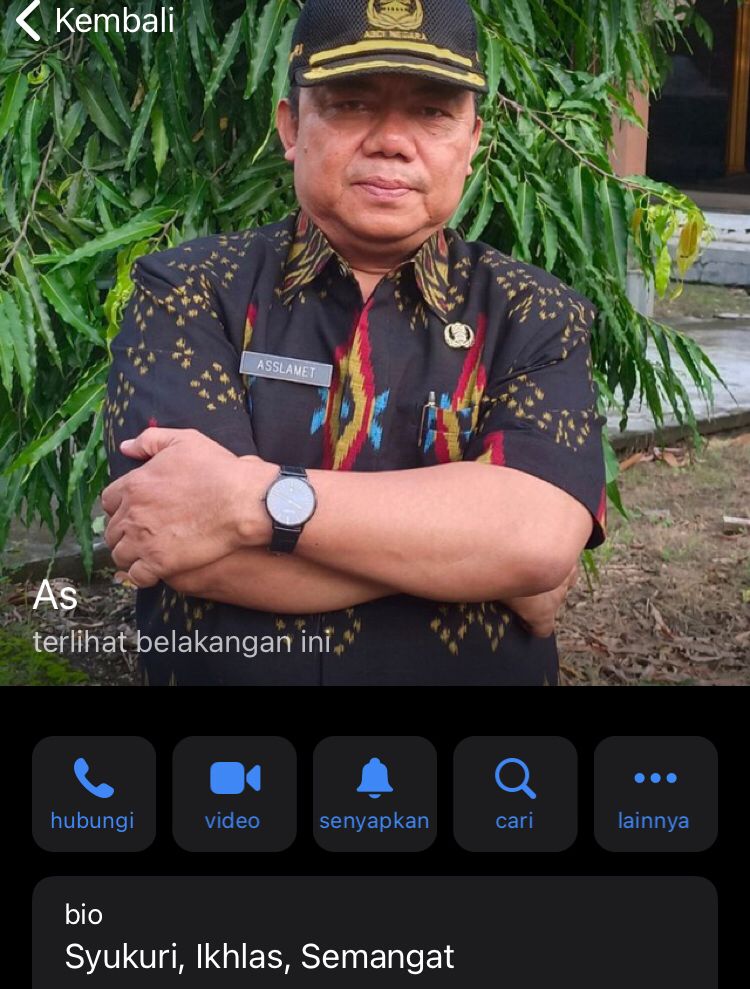 Kembali
ABDI NEGARA
ASSLAMET
As
terlihat belakangan ini
hubungi
video
senyapkan
cari
lainnya
bio
Syukuri, Ikhlas, Semangat